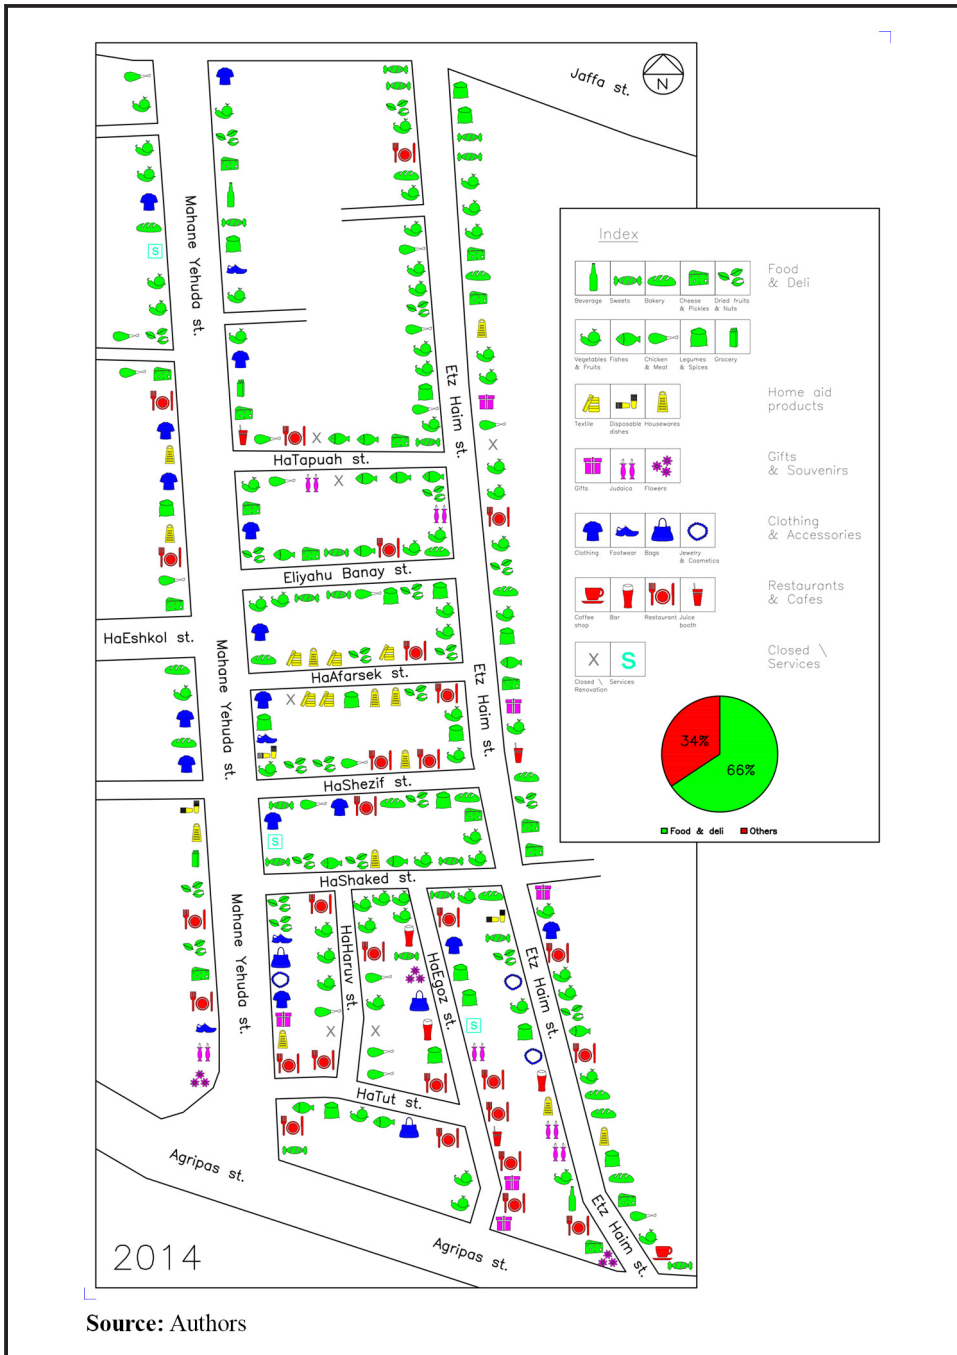 Jaffa st.
N
Mahane Yehuda st.
Etz Haim st.
HaTapuah st.
Eliyahu Banay st.
HaEshkol st.
Mahane Yehuda st.
HaAfarsek st.
Etz Haim st.
HaShezif st.
HaShaked st.
Mahane Yehuda st.
HaHaruv st.
HaEgoz st.
Etz Haim st.
HaTut st.
Agripas st.
Agripas st.
Etz Haim st.
2014
Index
Food
& Deli
Beverage Sweets Bakery Cheese & Pickles Dried fruits & Nuts
Vegetables & Fruits Fishes Chicken & Meat Legumes & Spices Grocery
Home aid
products
Textile Disposable dishes Housewares
Gifts
& Souvenirs
Gifts Judaica Flowers
Clothing
& Accessories
Clothing Footwear Bags Jewelry & Cosmetics
Restaurants
& Cafes
Coffee shop Bar Restaurant Juice booth
Closed \
Services
X S
Closed \ Renovation Services
34%
66%
Food & deli Others
Source: Authors